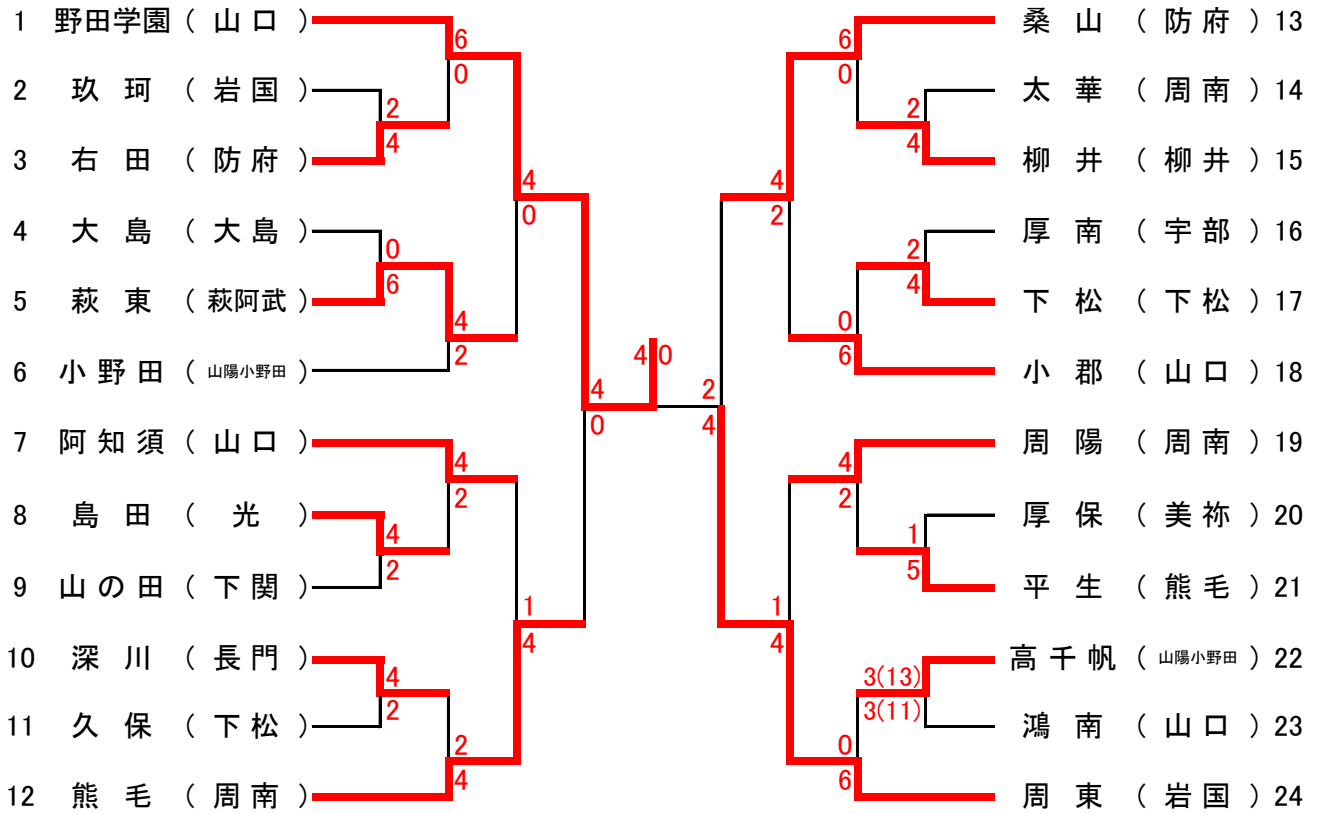 1 野田学園 ( 山口 )
2 玖珂 ( 岩国 )
3 右田 ( 防府 )
4 大島 ( 大島 )
5 萩東 ( 萩阿武 )
6 小野田 ( 山陽小野田 )
7 阿知須 ( 山口 )
8 島田 ( 光 )
9 山の田 ( 下関 )
10 深川 ( 長門 )
11 久保 ( 下松 )
12 熊毛 ( 周南 )
6
0
2
4
0
6
4
2
4
0
4
2
4
2
4
2
2
4
1
4
4
0
4 0
2
4
4
2
1
4
6
0
2
4
2
4
0
6
4
2
1
5
3(13)
3(11)
0
6
桑山 ( 防府 ) 13
太華 ( 周南 ) 14
柳井 ( 柳井 ) 15
厚南 ( 宇部 ) 16
下松 ( 下松 ) 17
小郡 ( 山口 ) 18
周陽 ( 周南 ) 19
厚保 ( 美祢 ) 20
平生 ( 熊毛 ) 21
高千帆 ( 山陽小野田 ) 22
鴻南 ( 山口 ) 23
周東 ( 岩国 ) 24